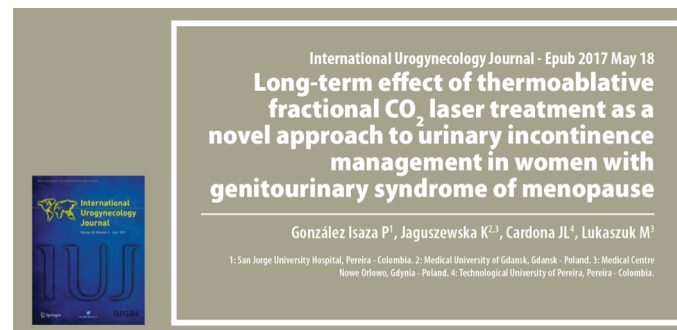 International Urogynecology Journal - Epub 2017 May 18
Long-term effect of thermoablative
fractional CO₂ laser treatment as a
novel approach to urinary incontinence
management in women with
genitourinary syndrome of menopause
González Isaza P¹, Jaguszewska K²,³, Cardona JL⁴, Lukaszuk M³
1: San Jorge University Hospital, Pereira - Colombia. 2: Medical University of Gdansk, Gdansk - Poland. 3: Medical Centre
Nowe Orlowo, Gdynia - Poland. 4: Technological University of Pereira, Pereira - Colombia.
International
Urogynecology
Journal
IUJ
Springer
IUGA